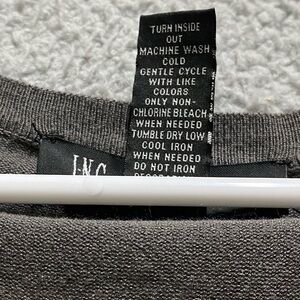 TURN INSIDE
OUT
MACHINE WASH
COLD
GENTLE CYCLE
WITH LIKE
COLORS
ONLY NON-
CHLORINE BLEACH
WHEN NEEDED
TUMBLE DRY LOW
COOL IRON
WHEN NEEDED
DO NOT IRON
I·N·C